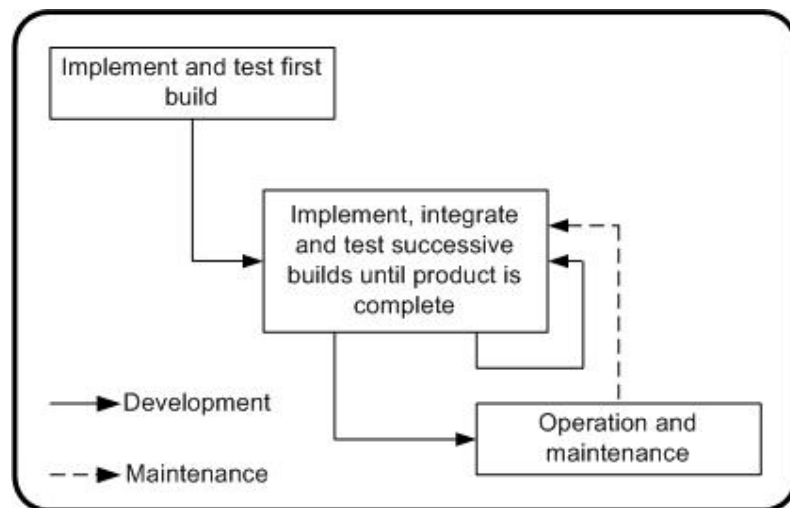 Implement and test first
build
Implement, integrate
and test successive
builds until product is
complete
Development
Operation and
maintenance
Maintenance